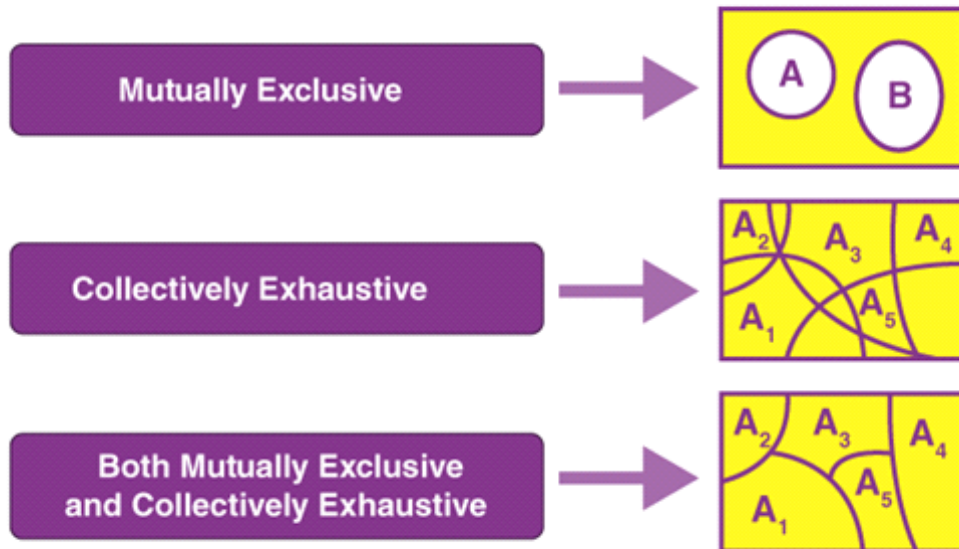 Mutually Exclusive
A
B
Collectively Exhaustive
A₂
A₃
A₄
A₁
A₅
Both Mutually Exclusive
and Collectively Exhaustive
A₂
A₃
A₄
A₅
A₁